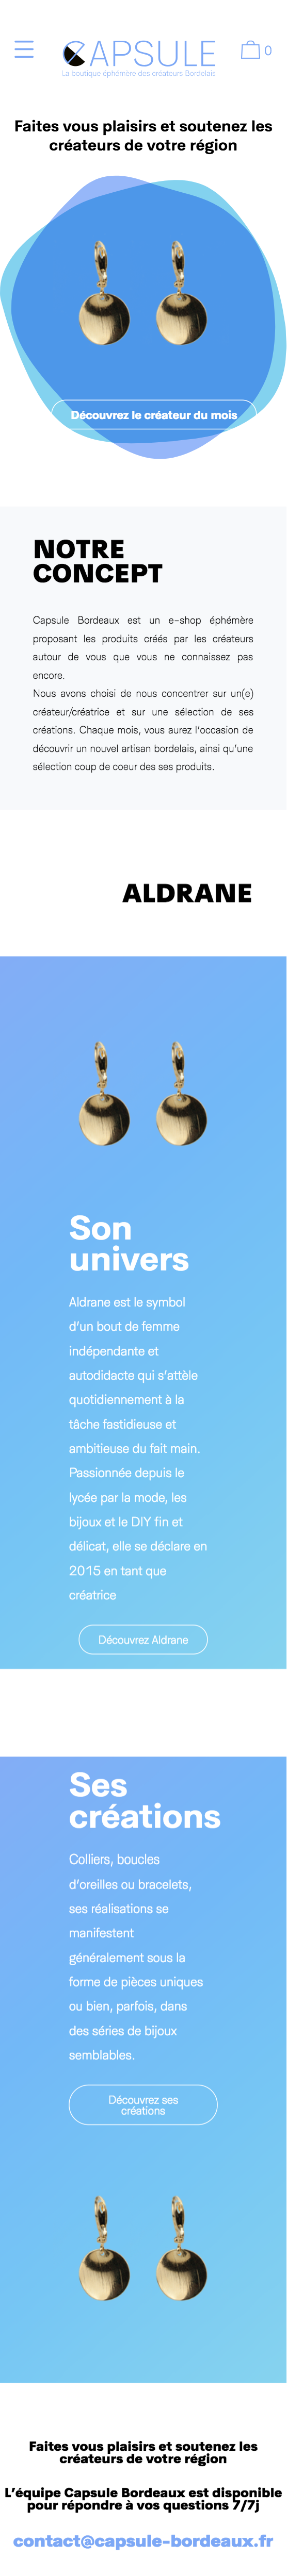 CAPSULE
0
La boutique éphémère des créatuurs Bordelais
Faites vous plaisirs et soutenez les
créateurs de votre région
Découvrez le créateur du mois
NOTRE
CONCEPT
Capsule Bordeaux est un e-shop éphémère
proposant les produits créés par les créateurs
autour de vous que vous ne connaissez pas
encore.
Nous avons choisi de nous concentrer sur un(e)
créateur/créatrice et sur une sélection de ses
créations. Chaque mois, vous aurez l'occasion de
découvrir un nouvel artisan bordelais, ainsi qu'une
sélection coup de coeur des ses produits.
ALDRANE
Son
univers
Aldrane est le symbol
d'un bout de femme
indépendante et
autodidacte qui s'attèle
quotidiennement à la
tâche fastidieuse et
ambitieuse du fait main.
Passionnée depuis le
lycée par la mode, les
bijoux et le DIY fin et
délicat, elle se déclare en
2015 en tant que
créatrice
Découvrez Aldrane
Ses
créations
Colliers, boucles
d'oreilles ou bracelets,
ses réalisations se
manifestent
généralement sous la
forme de pièces uniques
ou bien, parfois, dans
des séries de bijoux
semblables.
Découvrez ses
créations
Faites vous plaisirs et soutenez les
créateurs de votre région
L'équipe Capsule Bordeaux est disponible
pour répondre à vos questions 7/7j
contact@capsule-bordeaux.fr